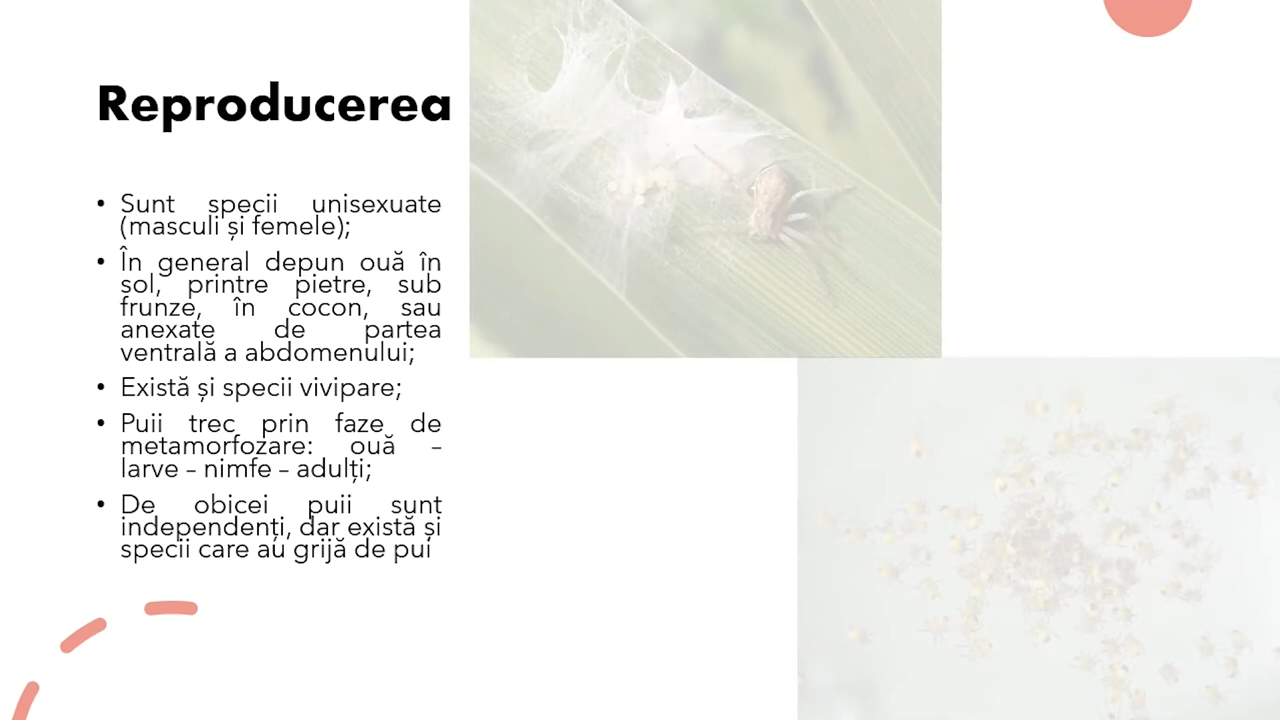 Reproducerea
• Sunt specii unisexuate
(masculi și femele);
• În general depun ouă în
sol, printre pietre, sub
frunze, în cocon, sau
anexate de partea
ventrală a abdomenului;
• Există și specii vivipare;
• Puii trec prin faze de
metamorfozare: ouă –
larve – nimfe – adulți;
• De obicei puii sunt
independenți, dar există și
specii care au grijă de pui